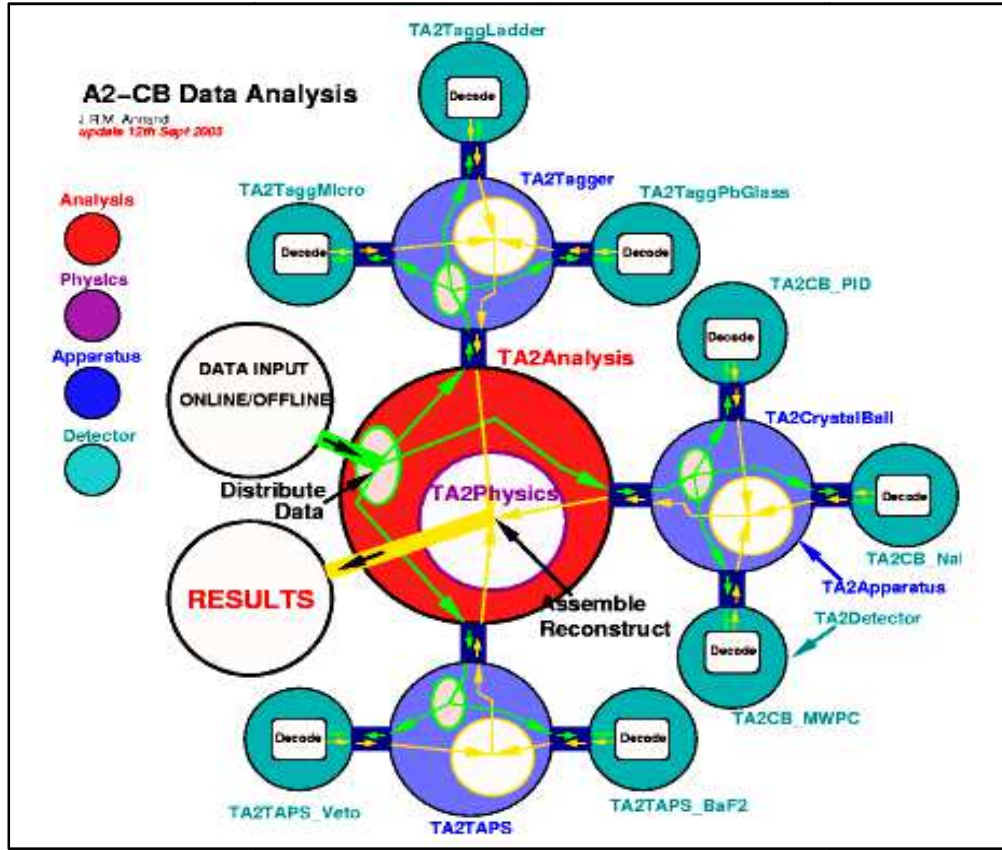 TA2TaggLadder
A2-CB Data Analysis
J.R.M. Annand
update 12th Sept 2003
Decode
TA2Tagger
TA2TaggMicro
TA2TaggPbGlass
Analysis
Decode
Decode
Physics
TA2CB_PID
Apparatus
DATA INPUT
ONLINE/OFFLINE
TA2Analysis
Decode
Detector
TA2CrystalBall
Distribute
Data
TA2Physics
Decode
TA2CB_NaI
TA2Apparatus
RESULTS
Assemble
Reconstruct
TA2Detector
Decode
TA2CB_MWPC
Decode
Decode
TA2TAPS_Veto
TA2TAPS_BaF2
TA2TAPS